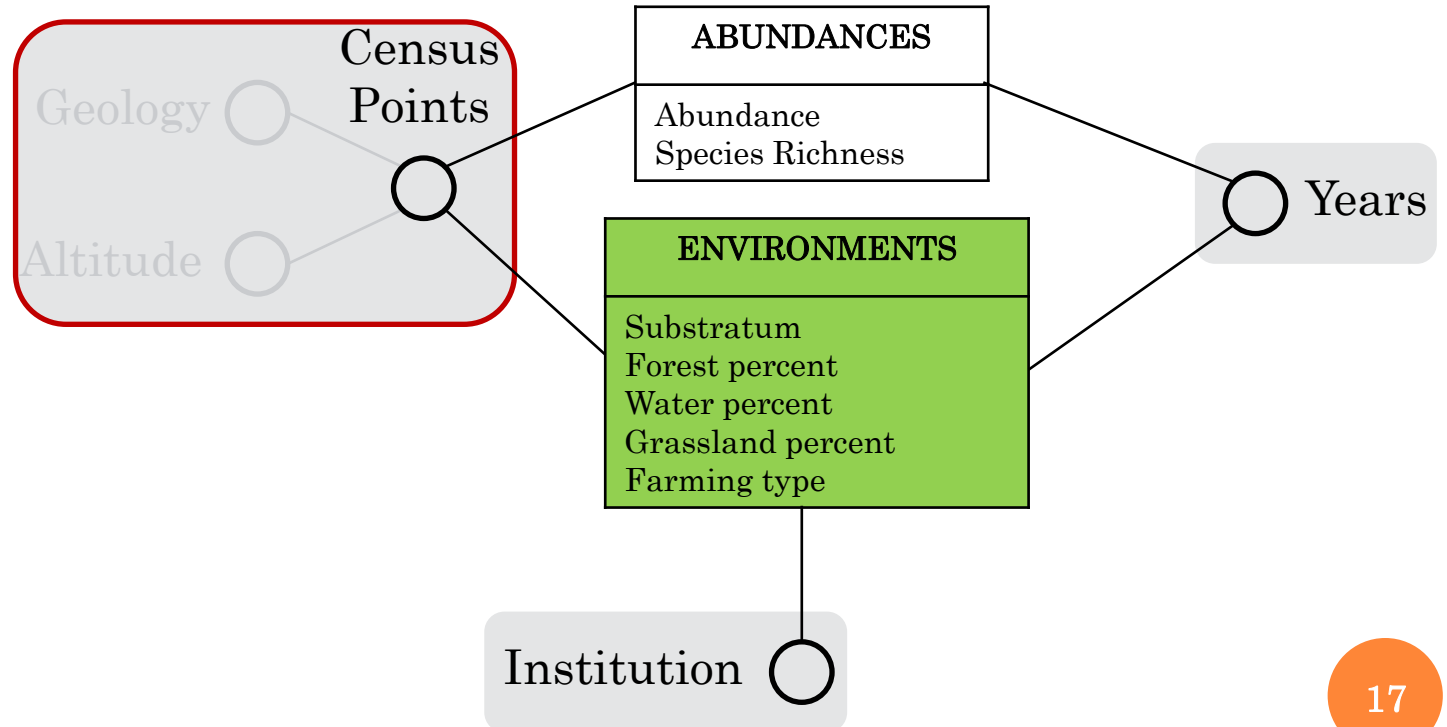 Census
Points
Geology
Altitude
ABUNDANCES
Abundance
Species Richness
Years
ENVIRONMENTS
Substratum
Forest percent
Water percent
Grassland percent
Farming type
Institution
17